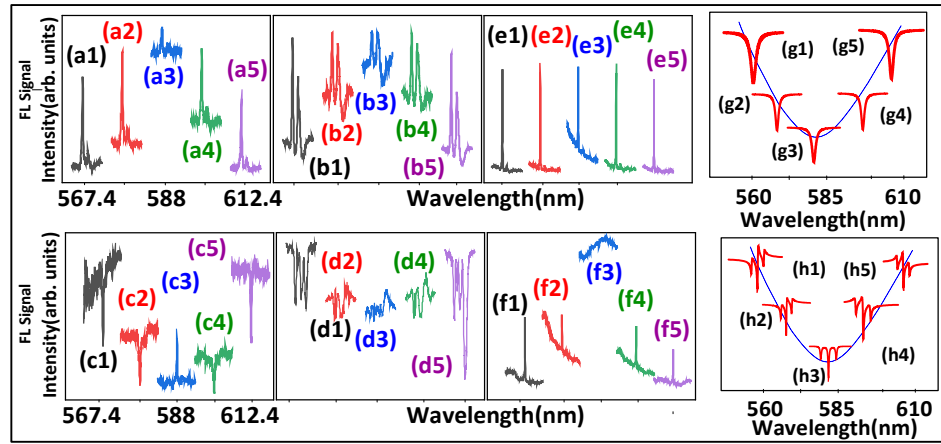 FL Signal
Intensity(arb. units)
(a1)
(a2)
(a3)
(a4)
(a5)
(b1)
(b2)
(b3)
(b4)
(b5)
(e1)
(e2)
(e3)
(e4)
(e5)
(g1)
(g2)
(g3)
(g4)
(g5)
567.4 588 612.4
Wavelength(nm)
560 585 610
Wavelength(nm)
FL Signal
Intensity(arb. units)
(c1)
(c2)
(c3)
(c4)
(c5)
(d1)
(d2)
(d3)
(d4)
(d5)
(f1)
(f2)
(f3)
(f4)
(f5)
(h1)
(h2)
(h3)
(h4)
(h5)
567.4 588 612.4
Wavelength(nm)
560 585 610
Wavelength(nm)